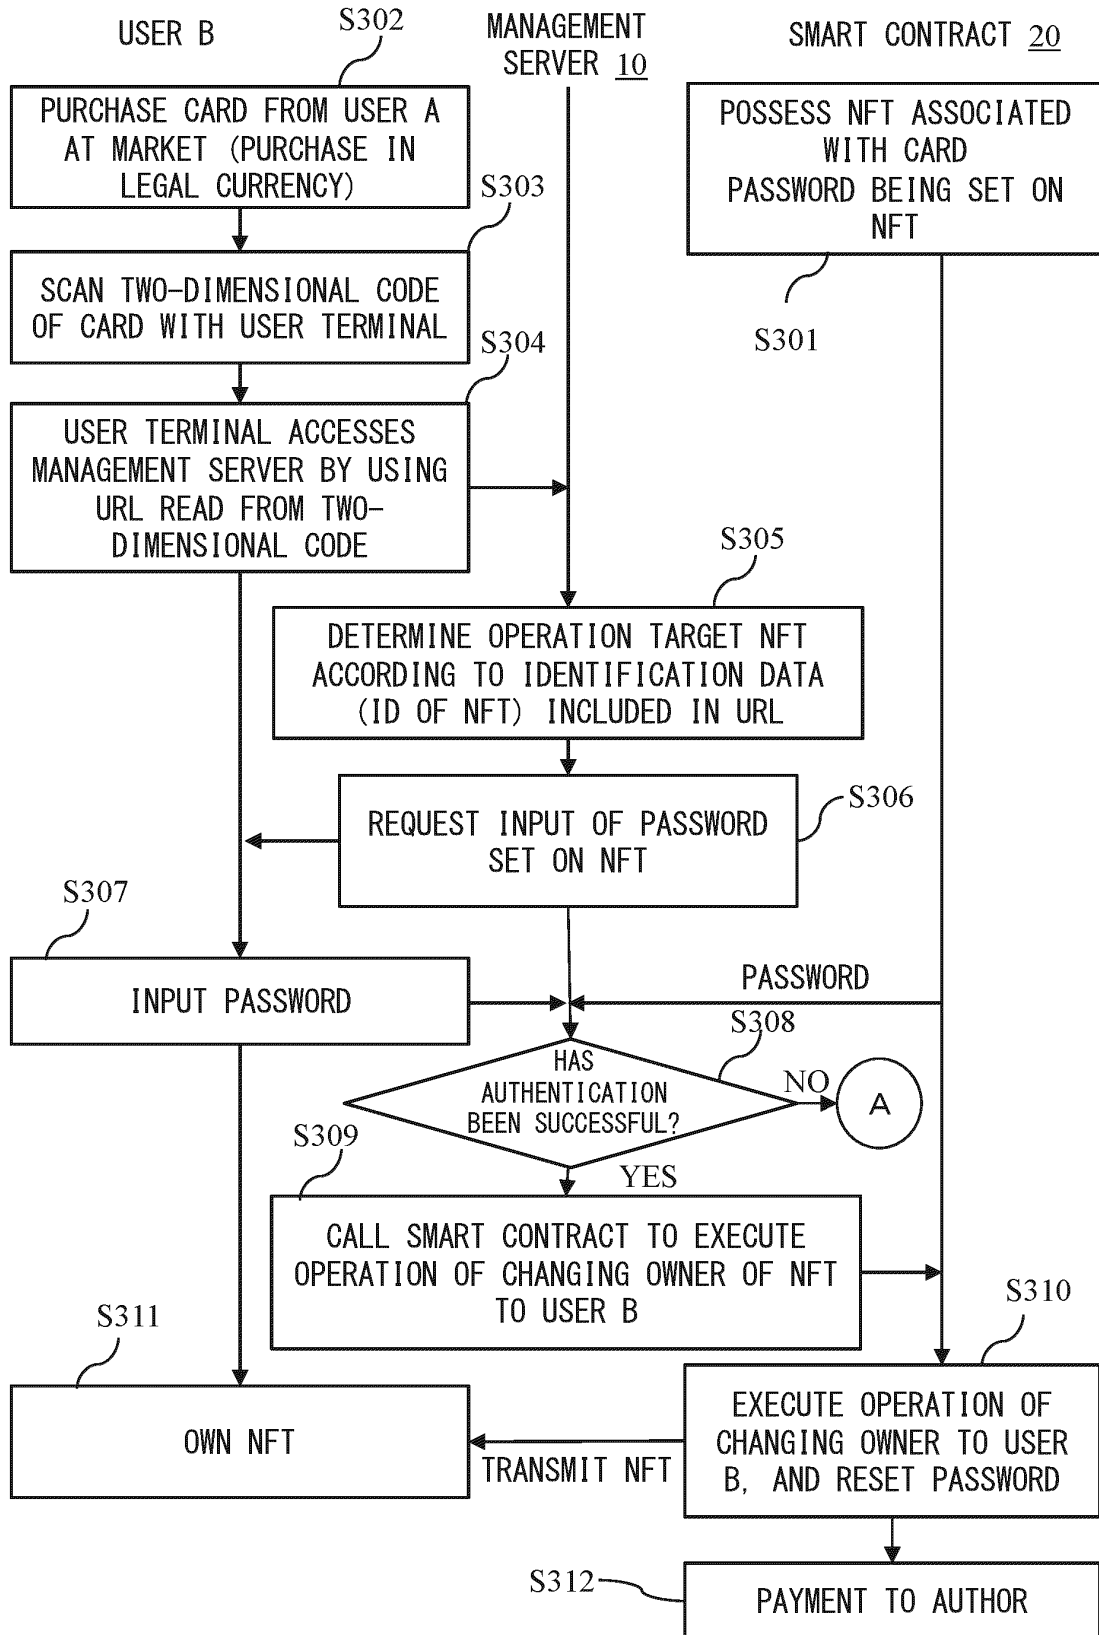 USER B
S302
MANAGEMENT
SERVER 10
SMART CONTRACT 20
PURCHASE CARD FROM USER A
AT MARKET (PURCHASE IN
LEGAL CURRENCY)
POSSESS NFT ASSOCIATED
WITH CARD
PASSWORD BEING SET ON
NFT
S303
SCAN TWO-DIMENSIONAL CODE
OF CARD WITH USER TERMINAL
S301
S304
USER TERMINAL ACCESSES
MANAGEMENT SERVER BY USING
URL READ FROM TWO-
DIMENSIONAL CODE
S305
DETERMINE OPERATION TARGET NFT
ACCORDING TO IDENTIFICATION DATA
(ID OF NFT) INCLUDED IN URL
S306
REQUEST INPUT OF PASSWORD
SET ON NFT
S307
INPUT PASSWORD
PASSWORD
S308
HAS
AUTHENTICATION
BEEN SUCCESSFUL?
NO
A
S309
YES
CALL SMART CONTRACT TO EXECUTE
OPERATION OF CHANGING OWNER OF NFT
TO USER B
S310
S311
OWN NFT
TRANSMIT NFT
EXECUTE OPERATION OF
CHANGING OWNER TO USER
B, AND RESET PASSWORD
S312
PAYMENT TO AUTHOR